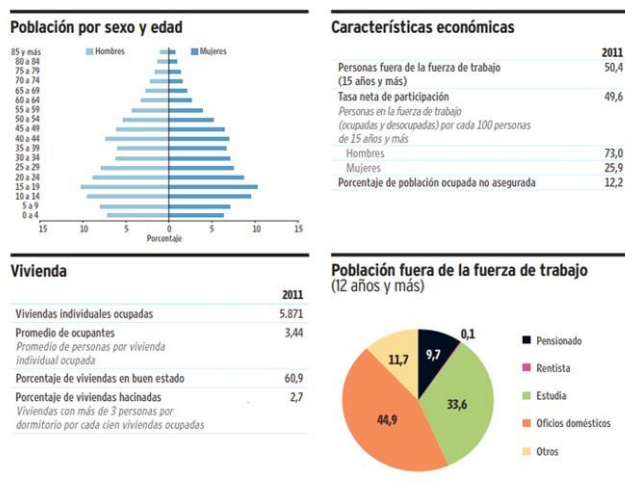 Población por sexo y edad
85 y más
80 a 84
75 a 79
70 a 74
65 a 69
60 a 64
55 a 59
50 a 54
45 a 49
40 a 44
35 a 39
30 a 34
25 a 29
20 a 24
15 a 19
10 a 14
5 a 9
0 a 4
Hombres
Mujeres
15 10 5 0 5 10 15
Porcentaje
Características económicas
2011
Personas fuera de la fuerza de trabajo 50,4
(15 años y más)
Tasa neta de participación 49,6
Personas en la fuerza de trabajo
(ocupadas y desocupadas) por cada 100 personas
de 15 años y más
Hombres 73,0
Mujeres 25,9
Porcentaje de población ocupada no asegurada 12,2
Vivienda
2011
Viviendas individuales ocupadas 5.871
Promedio de ocupantes 3,44
Promedio de personas por vivienda
individual ocupada
Porcentaje de viviendas en buen estado 60,9
Porcentaje de viviendas hacinadas 2,7
Viviendas con más de 3 personas por
dormitorio por cada cien viviendas ocupadas
Población fuera de la fuerza de trabajo
(12 años y más)
0,1
9,7
11,7
33,6
44,9
Pensionado
Rentista
Estudia
Oficios domésticos
Otros